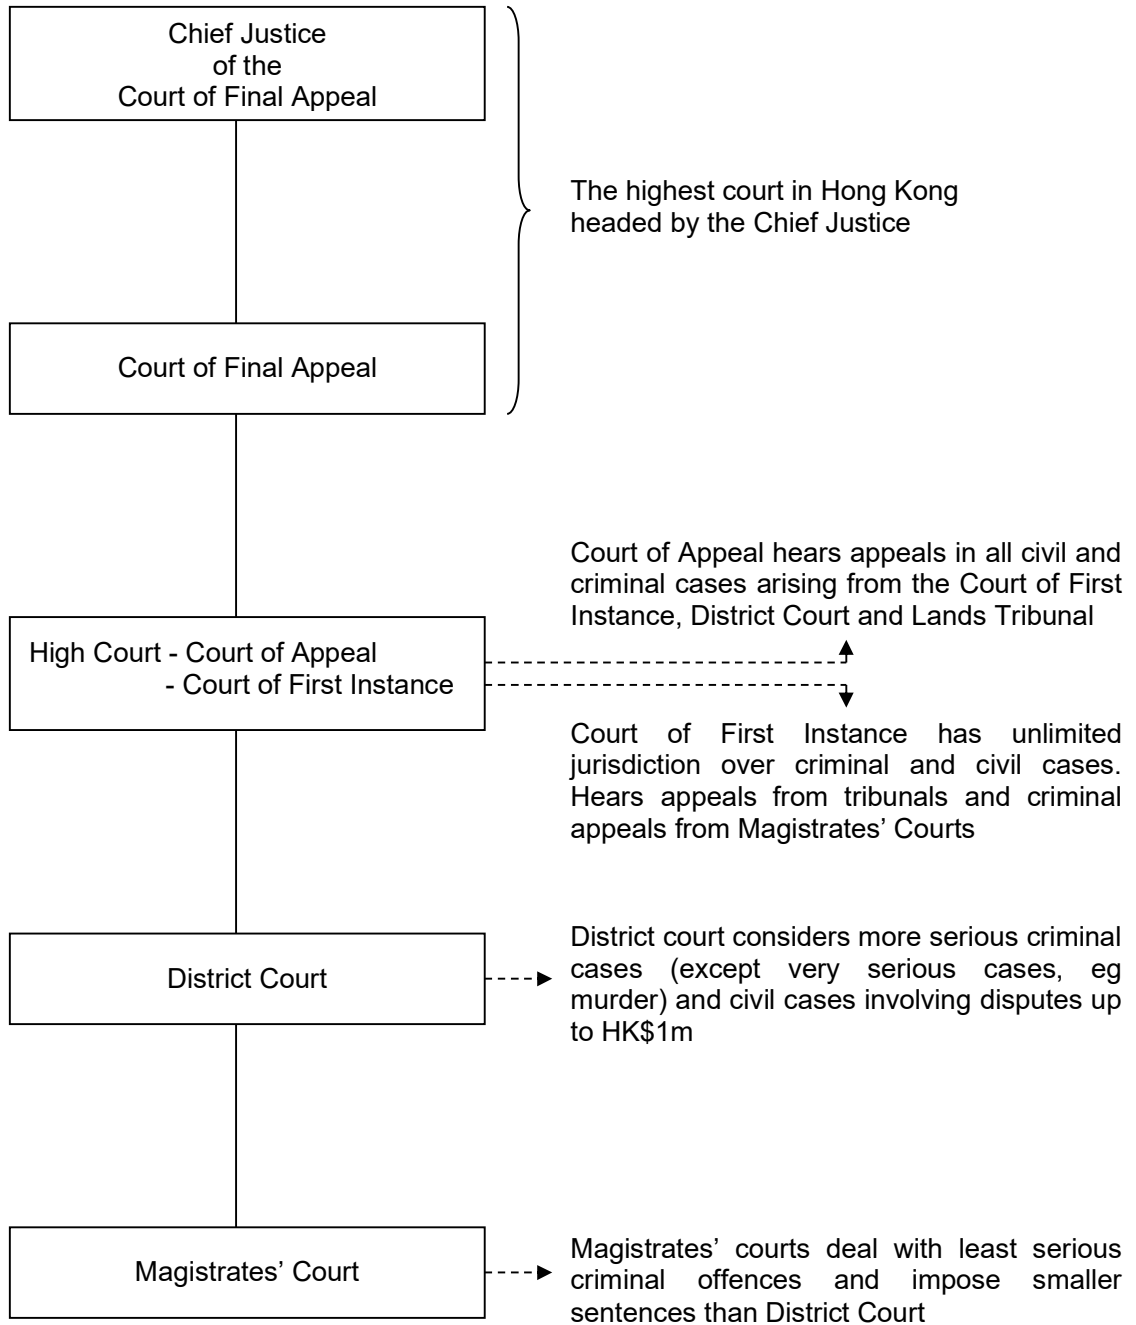 Chief Justice
of the
Court of Final Appeal
The highest court in Hong Kong
headed by the Chief Justice
Court of Final Appeal
Court of Appeal hears appeals in all civil and
criminal cases arising from the Court of First
Instance, District Court and Lands Tribunal
High Court - Court of Appeal
- Court of First Instance
Court of First Instance has unlimited
jurisdiction over criminal and civil cases.
Hears appeals from tribunals and criminal
appeals from Magistrates’ Courts
District Court
District court considers more serious criminal
cases (except very serious cases, eg
murder) and civil cases involving disputes up
to HK$1m
Magistrates’ Court
Magistrates’ courts deal with least serious
criminal offences and impose smaller
sentences than District Court